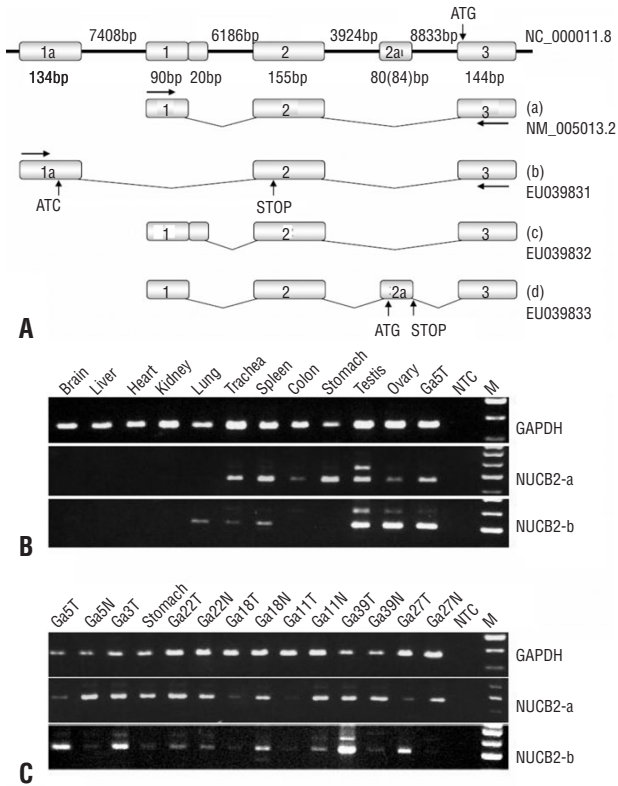 ATG
7408bp 6186bp 3924bp 8833bp NC_000011.8
1a 1 2 2a 3
134bp 90bp 20bp 155bp 80(84)bp 144bp
1 2 3 (a)
NM_005013.2
1a 2 3 (b)
EU039831
ATC STOP
1 2 3 (c)
EU039832
1 2 2a 3 (d)
EU039833
ATG STOP
A
Brain Liver Heart Kidney Lung Trachea Spleen Colon Stomach Testis Ovary Ga5T NTC M
GAPDH
NUCB2-a
NUCB2-b
B
Ga5T Ga5N Ga3T Stomach Ga22T Ga22N Ga18T Ga18N Ga11T Ga11N Ga39T Ga39N Ga27T Ga27N NTC M
GAPDH
NUCB2-a
NUCB2-b
C